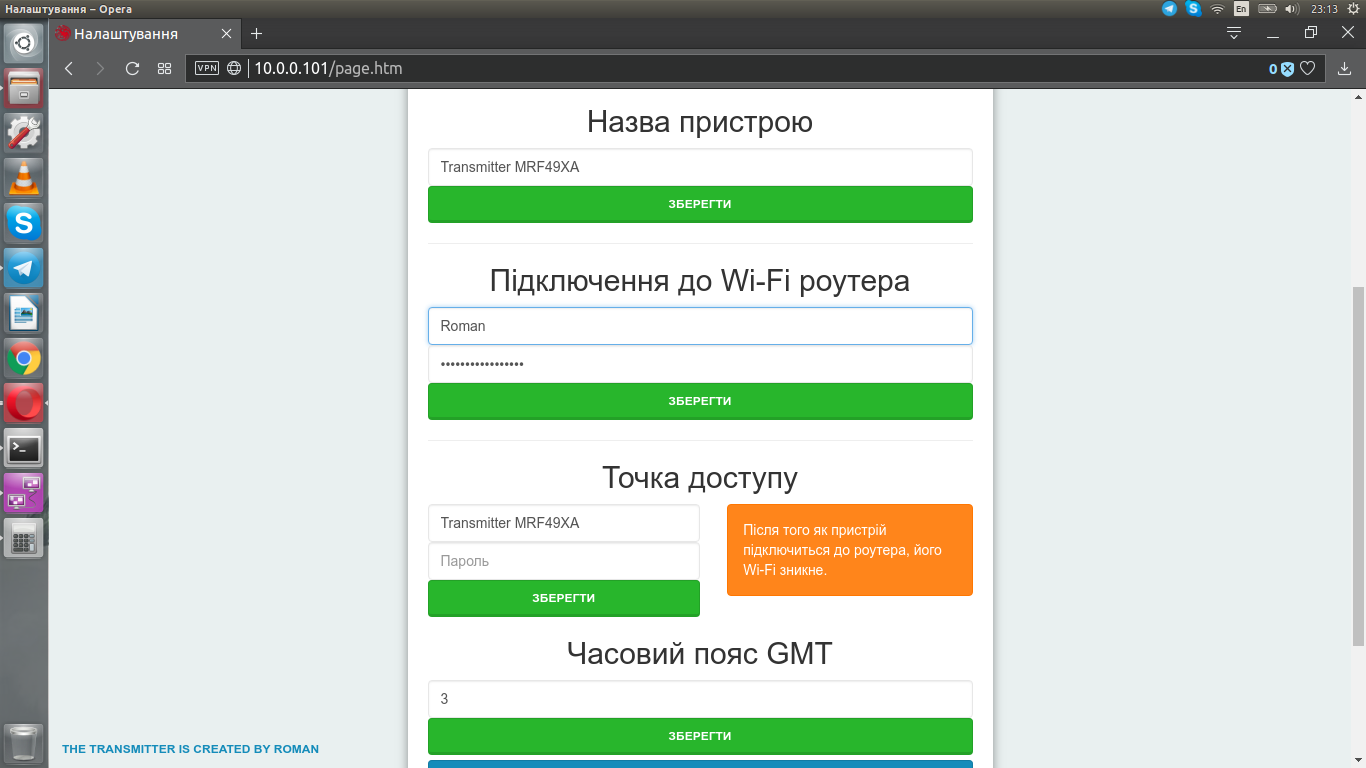 Налаштування – Opera
En
23:13
Налаштування
VPN
10.0.0.101/page.htm
0
Назва пристрою
Transmitter MRF49XA
ЗБЕРЕГТИ
Підключення до Wi-Fi роутера
Roman
•••••••••••••••••
ЗБЕРЕГТИ
Точка доступу
Transmitter MRF49XA
Пароль
ЗБЕРЕГТИ
Після того як пристрій
підключиться до роутера, його
Wi-Fi зникне.
Часовий пояс GMT
3
ЗБЕРЕГТИ
THE TRANSMITTER IS CREATED BY ROMAN